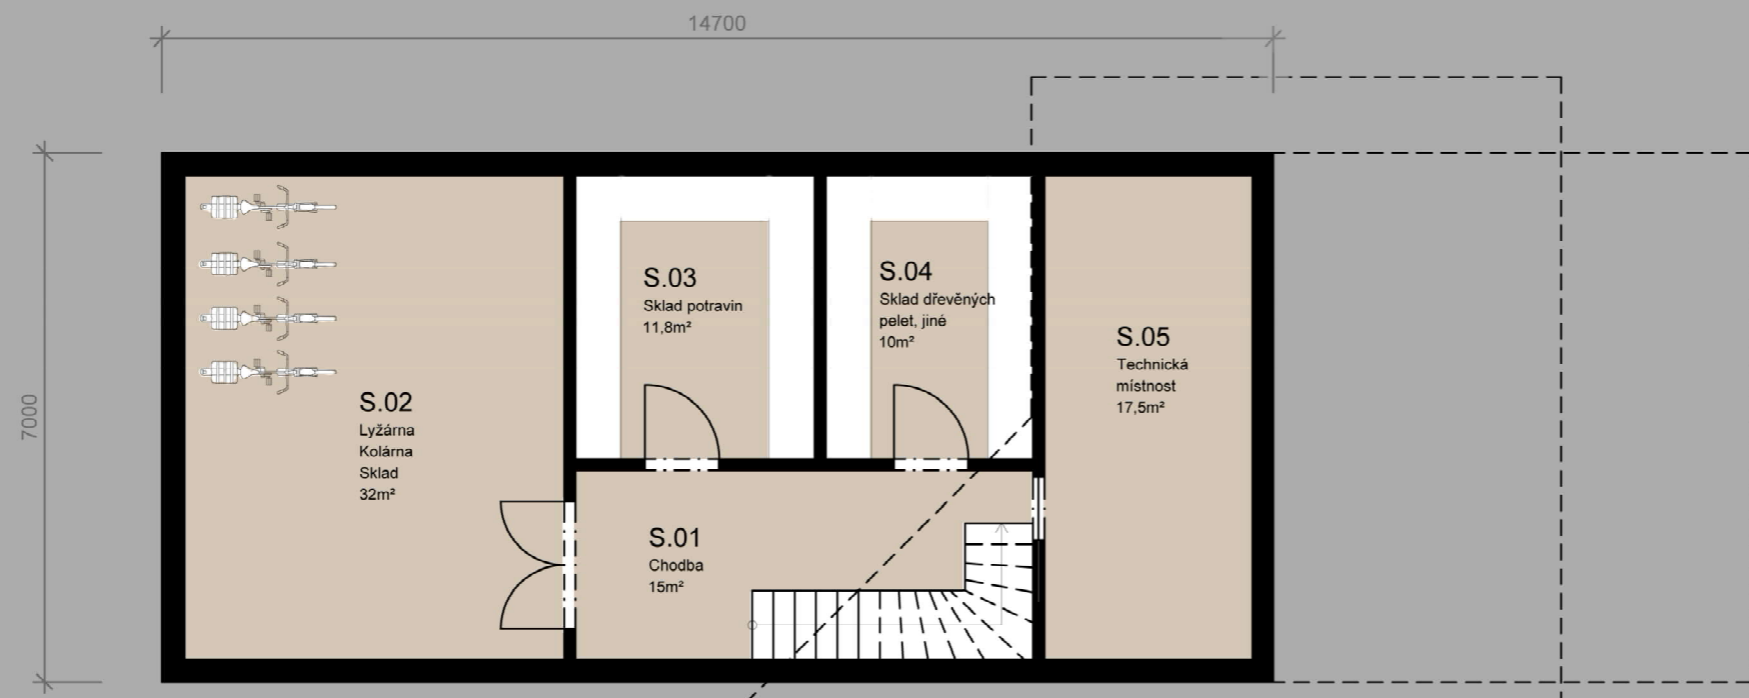 14700
7000
S.02
Lyžárna
Kolárna
Sklad
32m²
S.03
Sklad potravin
11,8m²
S.04
Sklad dřevěných
pelet, jiné
10m²
S.05
Technická
místnost
17,5m²
S.01
Chodba
15m²